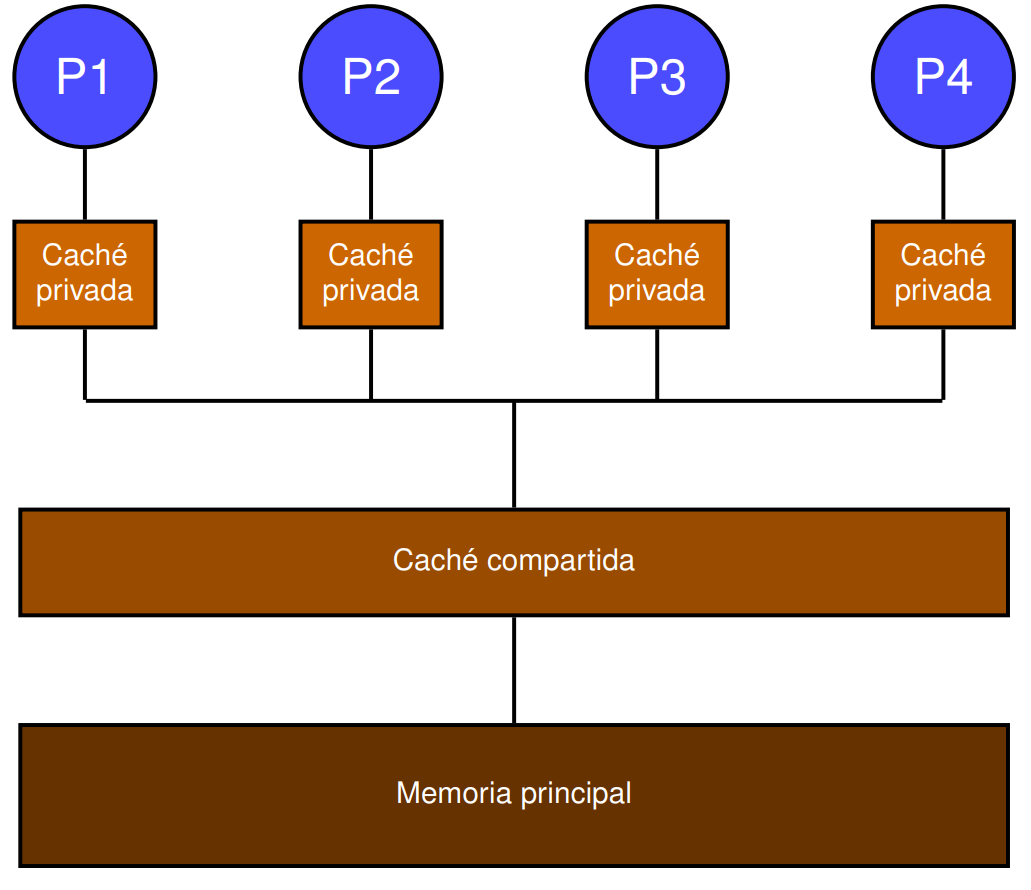 P1
P2
P3
P4
Caché
privada
Caché
privada
Caché
privada
Caché
privada
Caché compartida
Memoria principal